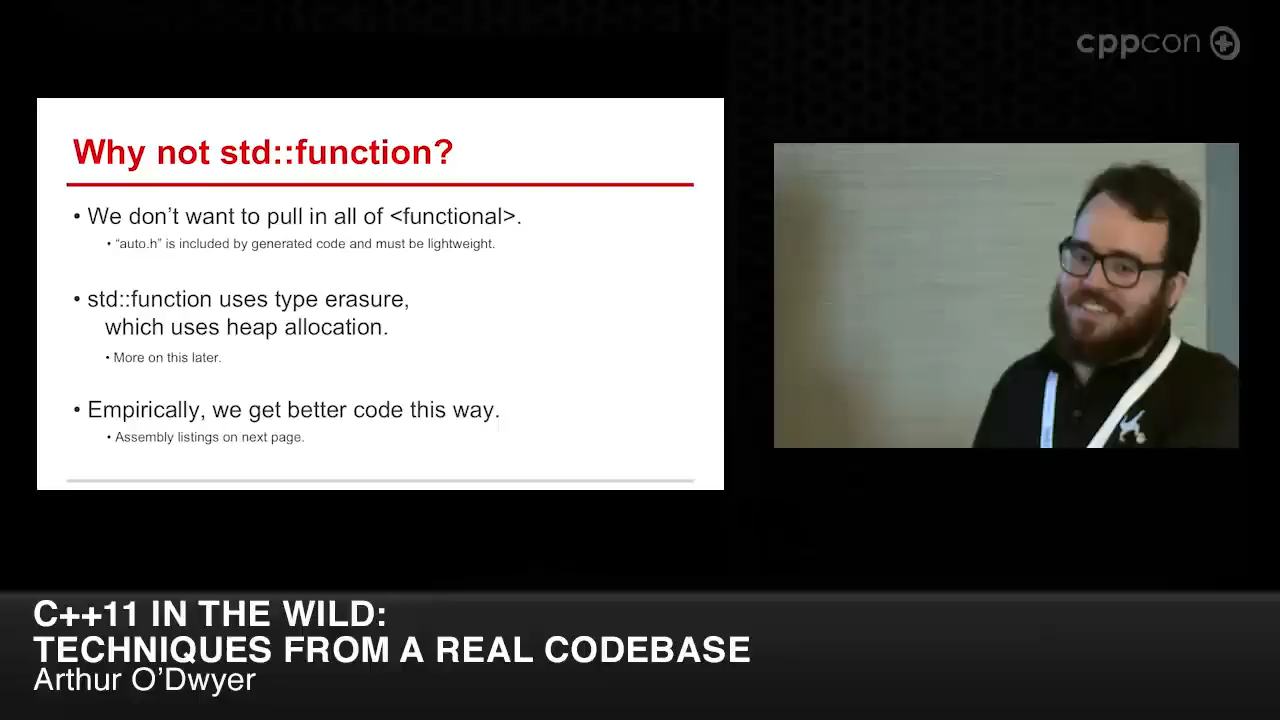 cppcon
Why not std::function?
• We don’t want to pull in all of <functional>.
• “auto.h” is included by generated code and must be lightweight.
• std::function uses type erasure,
which uses heap allocation.
• More on this later.
• Empirically, we get better code this way.
• Assembly listings on next page.
C++11 IN THE WILD:
TECHNIQUES FROM A REAL CODEBASE
Arthur O’Dwyer